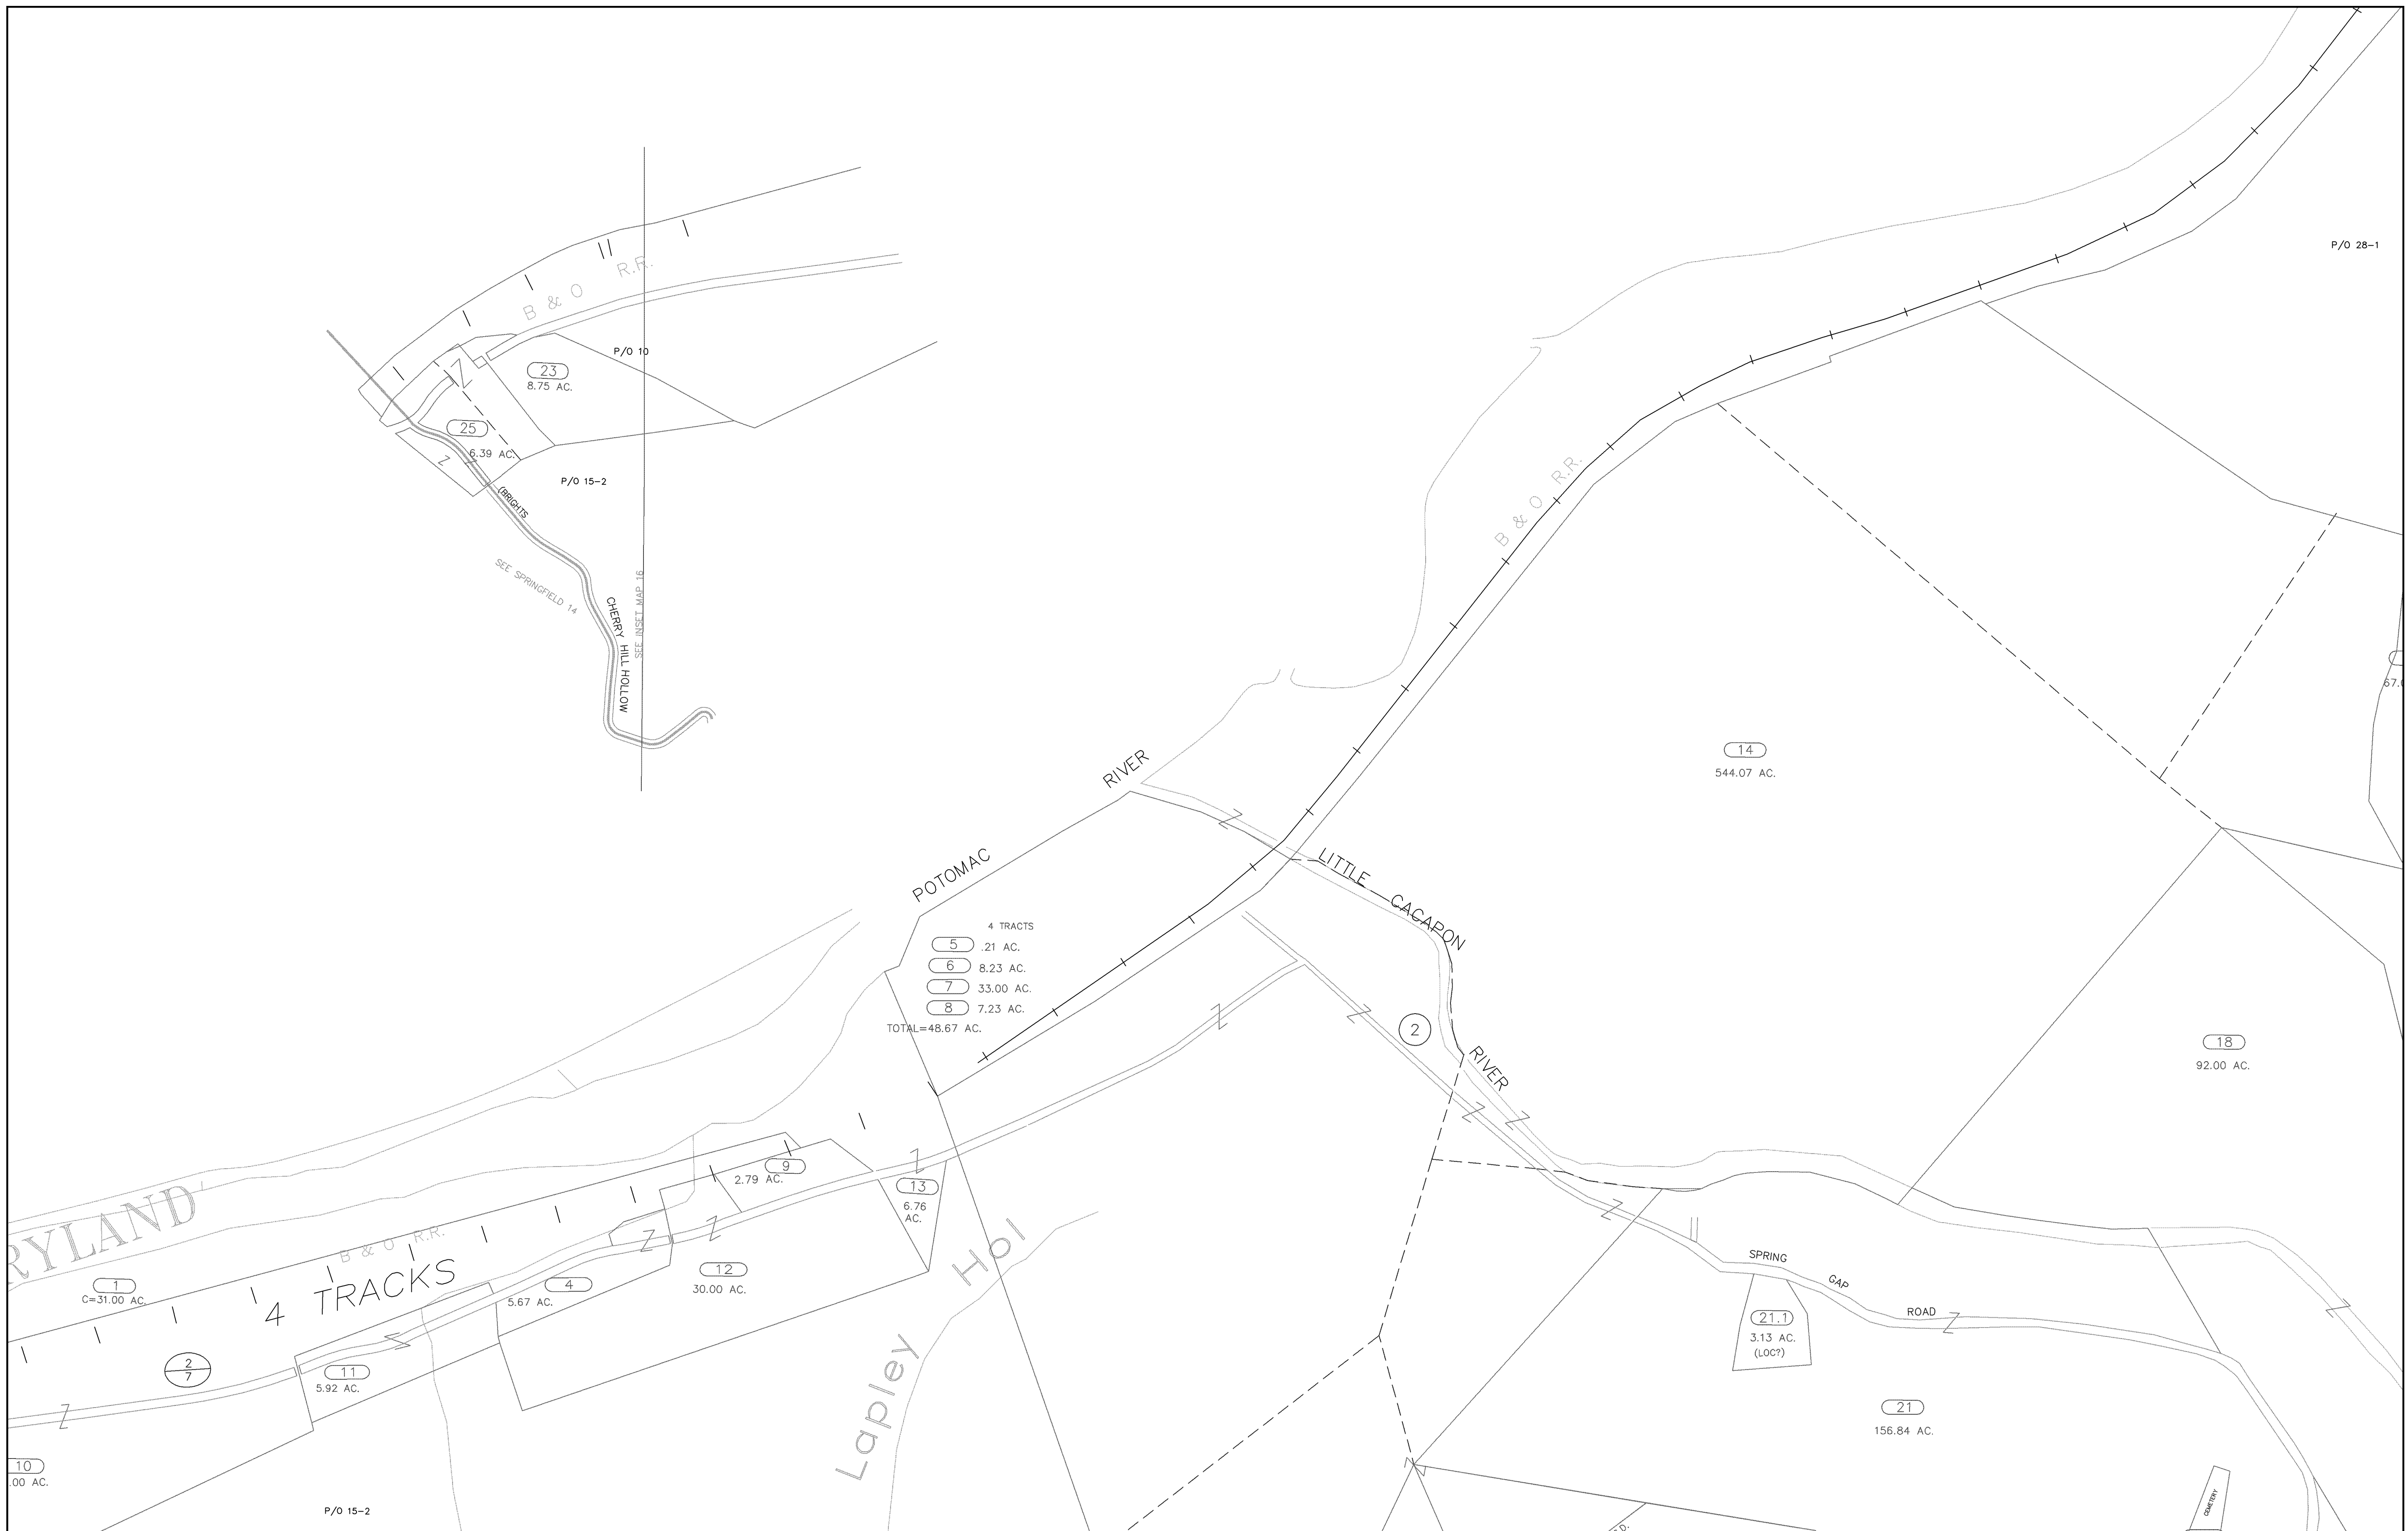 P/O 28-1
B & O R.R.
P/O 10
23
8.75 AC.
25
6.39 AC.
P/O 15-2
(BRIGHTS
SEE SPRINGFIELD 14
CHERRY HILL HOLLOW
SEE INSET MAP 16
B & O R.R.
14
544.07 AC.
POTOMAC RIVER
LITTLE CACAPON RIVER
4 TRACTS
5 .21 AC.
6 8.23 AC.
7 33.00 AC.
8 7.23 AC.
TOTAL=48.67 AC.
2
18
92.00 AC.
9
2.79 AC.
13
6.76
AC.
RYLAND
B & O R.R.
4 TRACKS
1
C=31.00 AC.
4
5.67 AC.
12
30.00 AC.
Lapley Hol
2
7
11
5.92 AC.
SPRING GAP ROAD
21.1
3.13 AC.
(LOC?)
21
156.84 AC.
10
.00 AC.
P/O 15-2
CEMETERY